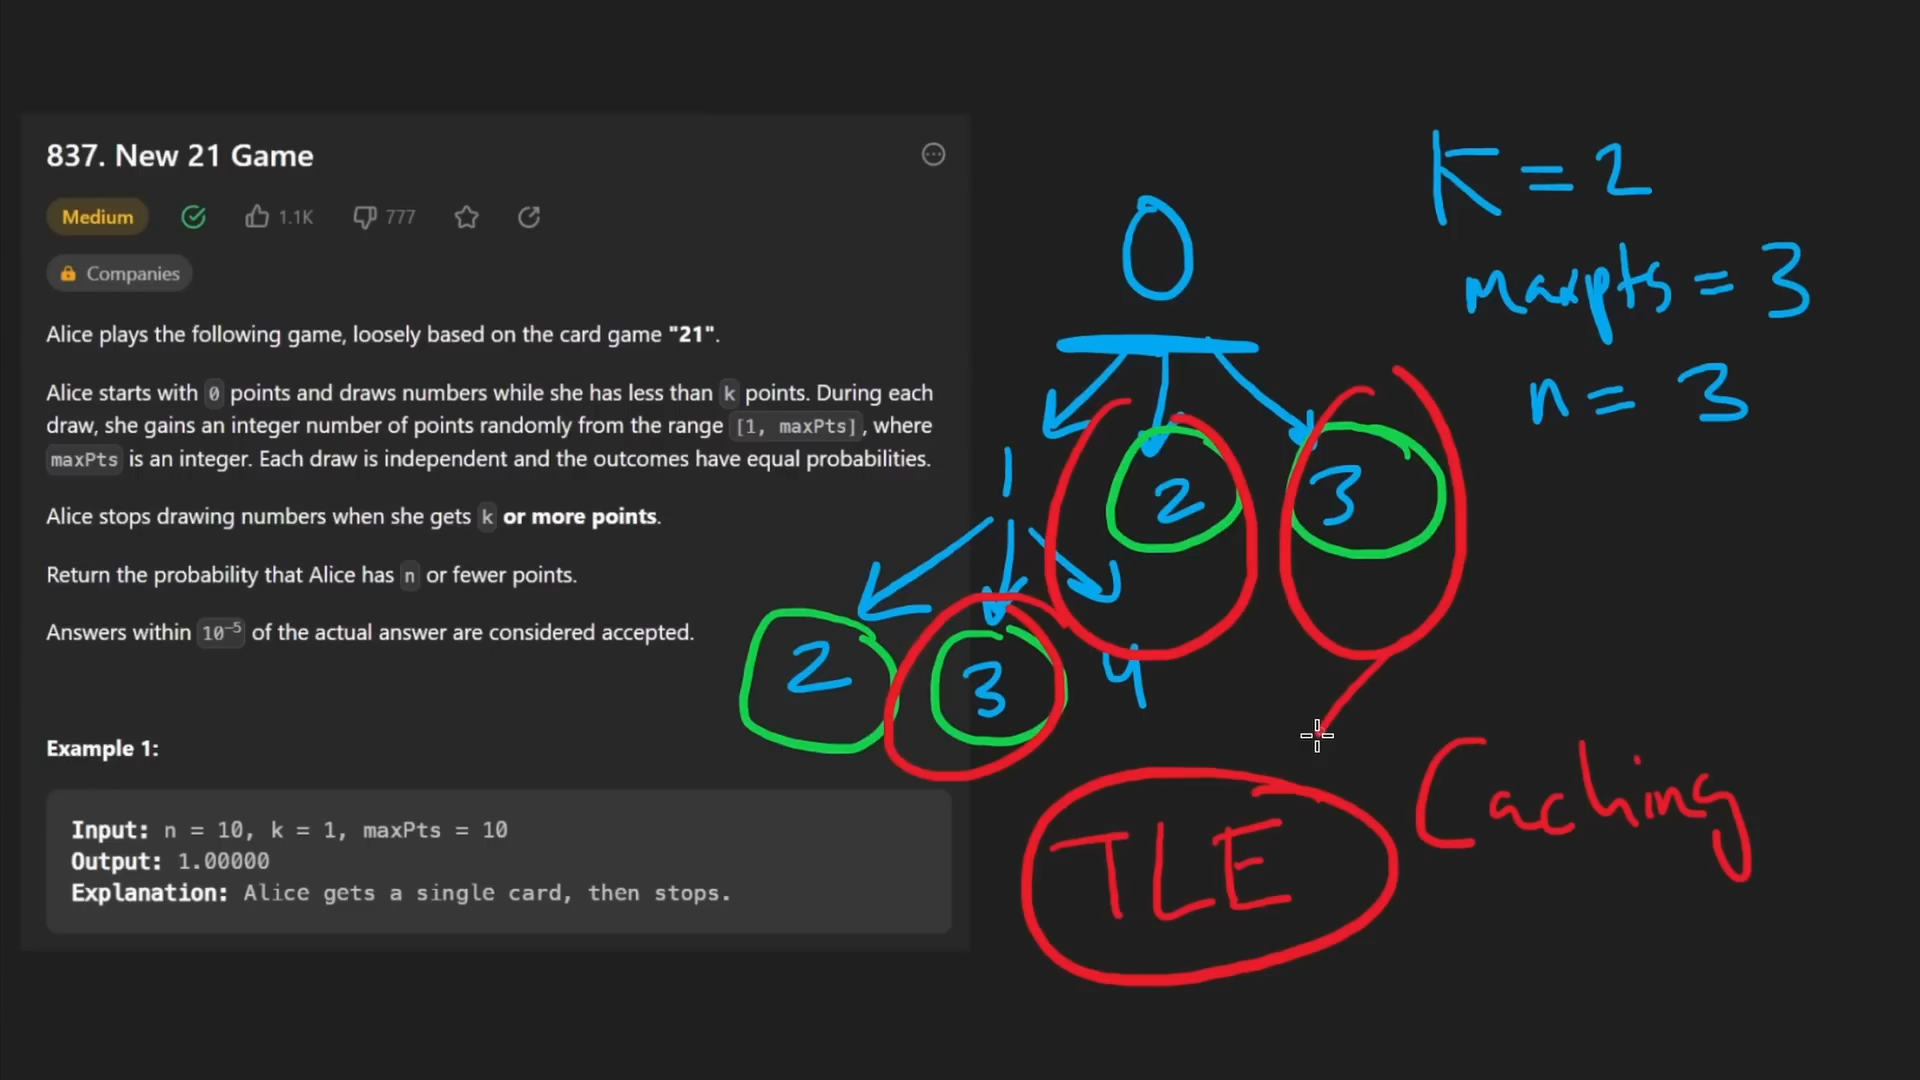 837. New 21 Game
Medium 1.1K 777
Companies
Alice plays the following game, loosely based on the card game "21".
Alice starts with 0 points and draws numbers while she has less than k points. During each
draw, she gains an integer number of points randomly from the range [1, maxPts], where
maxPts is an integer. Each draw is independent and the outcomes have equal probabilities.
Alice stops drawing numbers when she gets k or more points.
Return the probability that Alice has n or fewer points.
Answers within 10⁻⁵ of the actual answer are considered accepted.
Example 1:
Input: n = 10, k = 1, maxPts = 10
Output: 1.00000
Explanation: Alice gets a single card, then stops.
K = 2
maxpts = 3
n = 3
0
1 2 3
2 3 4
TLE
Caching